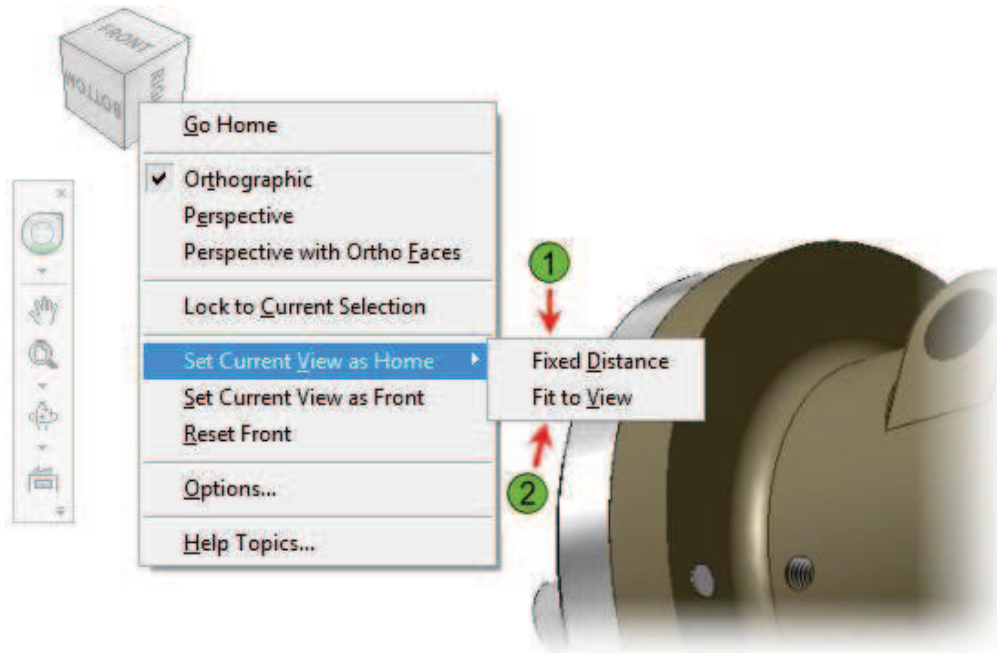 FRONT
BOTTOM
Go Home
Orthographic
Perspective
Perspective with Ortho Faces
1
Lock to Current Selection
Set Current View as Home
Fixed Distance
Set Current View as Front
Fit to View
Reset Front
2
Options...
Help Topics...